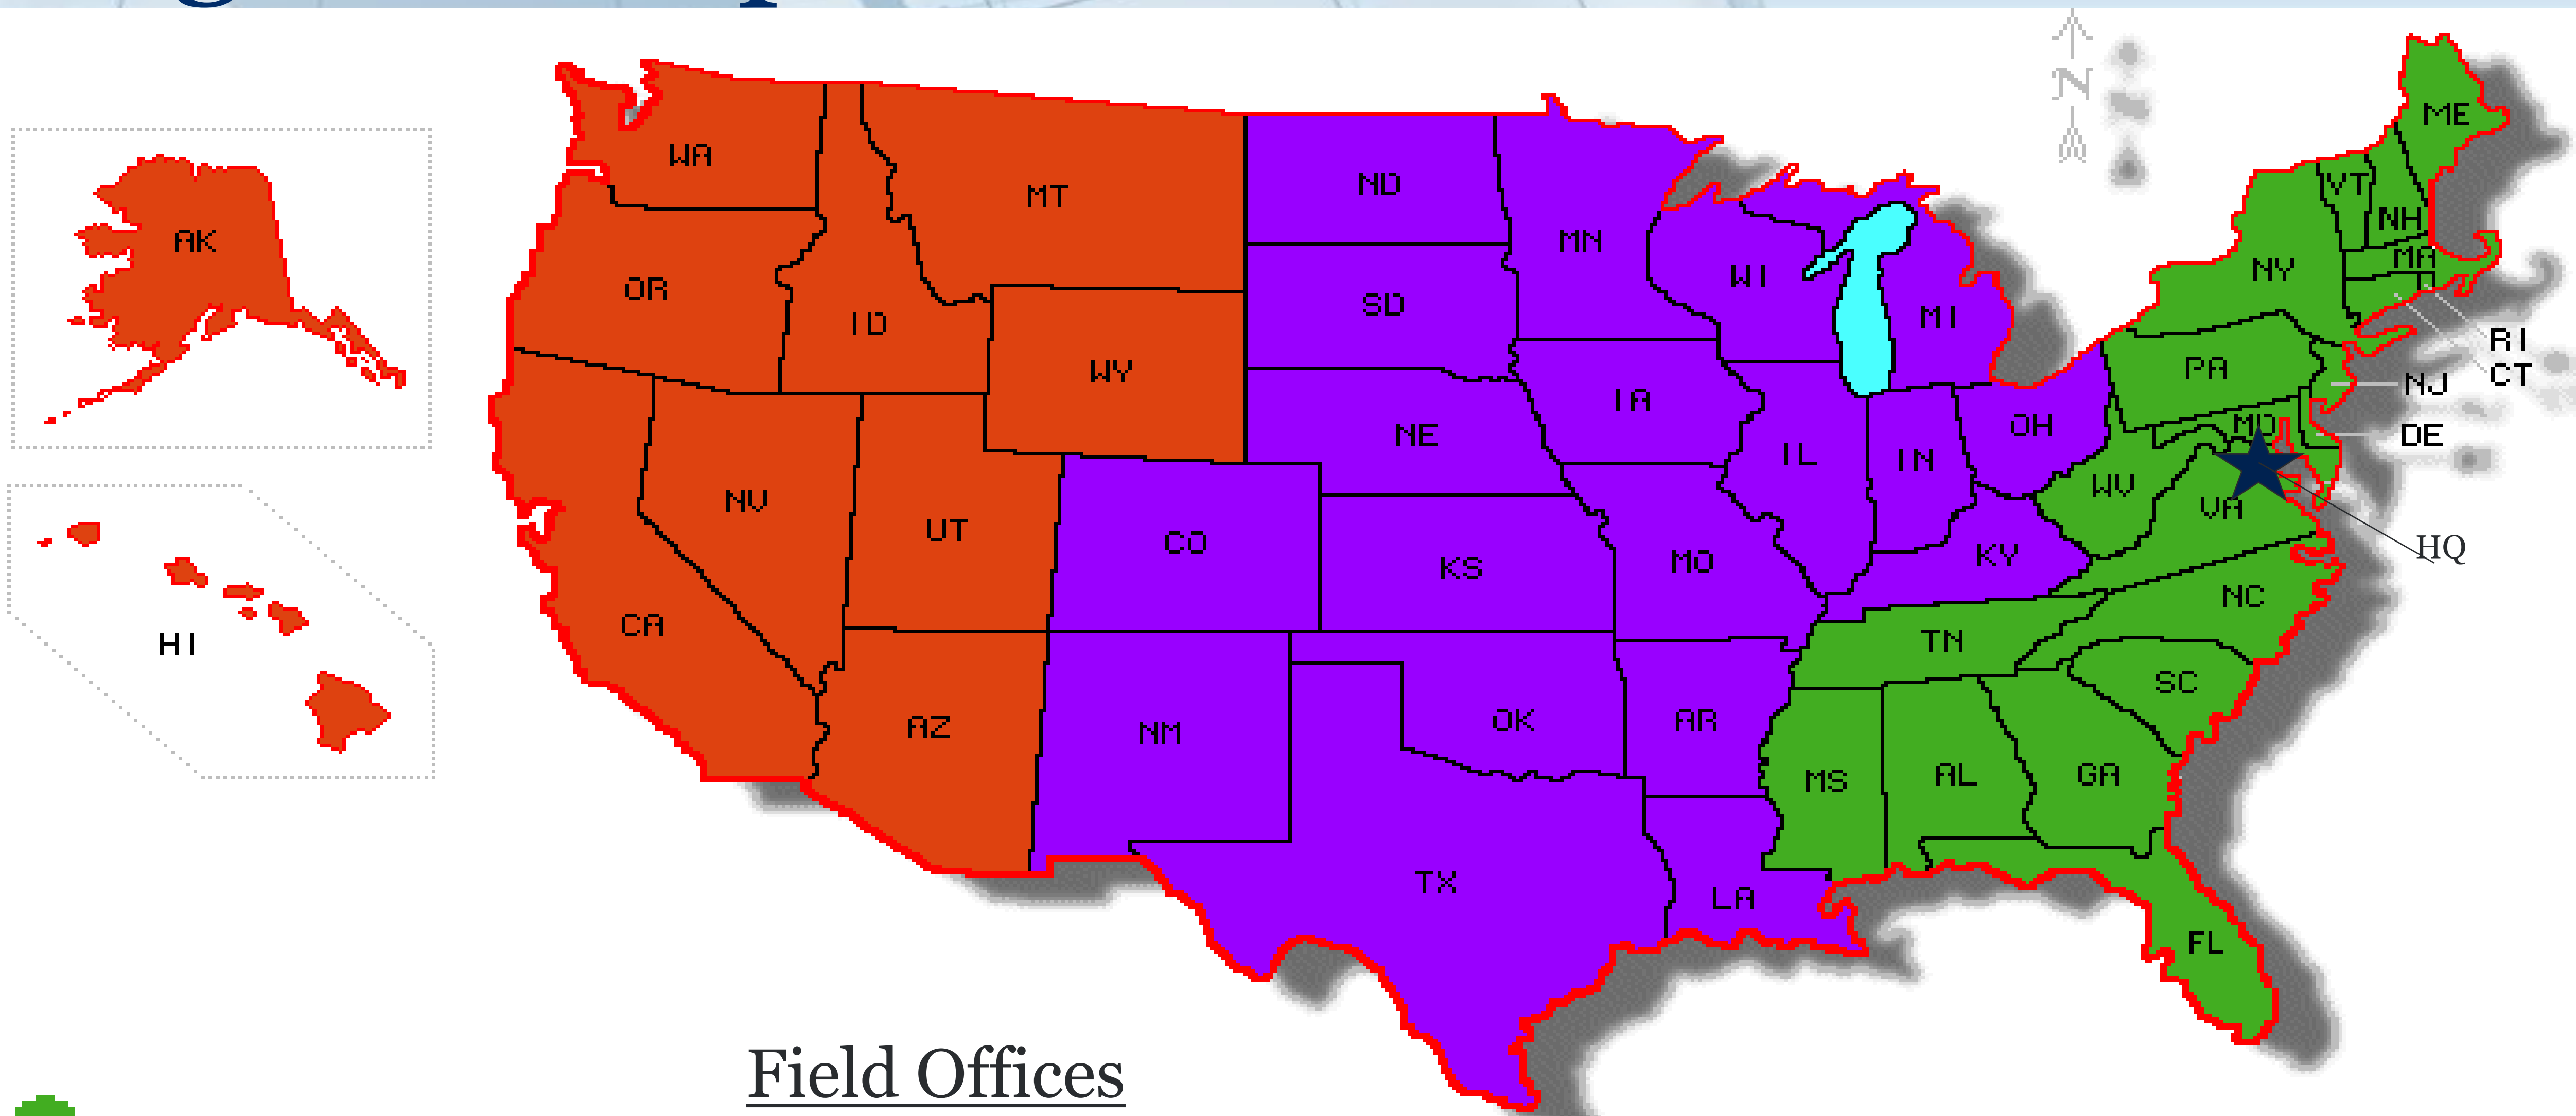 N
ME
WA
VT
ND
MT
NH
AK
MN
MA
NY
WI
OR
SD
MI
ID
RI
PA
WY
CT
NJ
IA
MD
OH
NE
DE
IL
IN
WV
NV
VA
UT
CO
HQ
KY
MO
KS
NC
CA
TN
HI
SC
OK
AR
AZ
NM
GA
AL
MS
TX
LA
FL
Field Offices